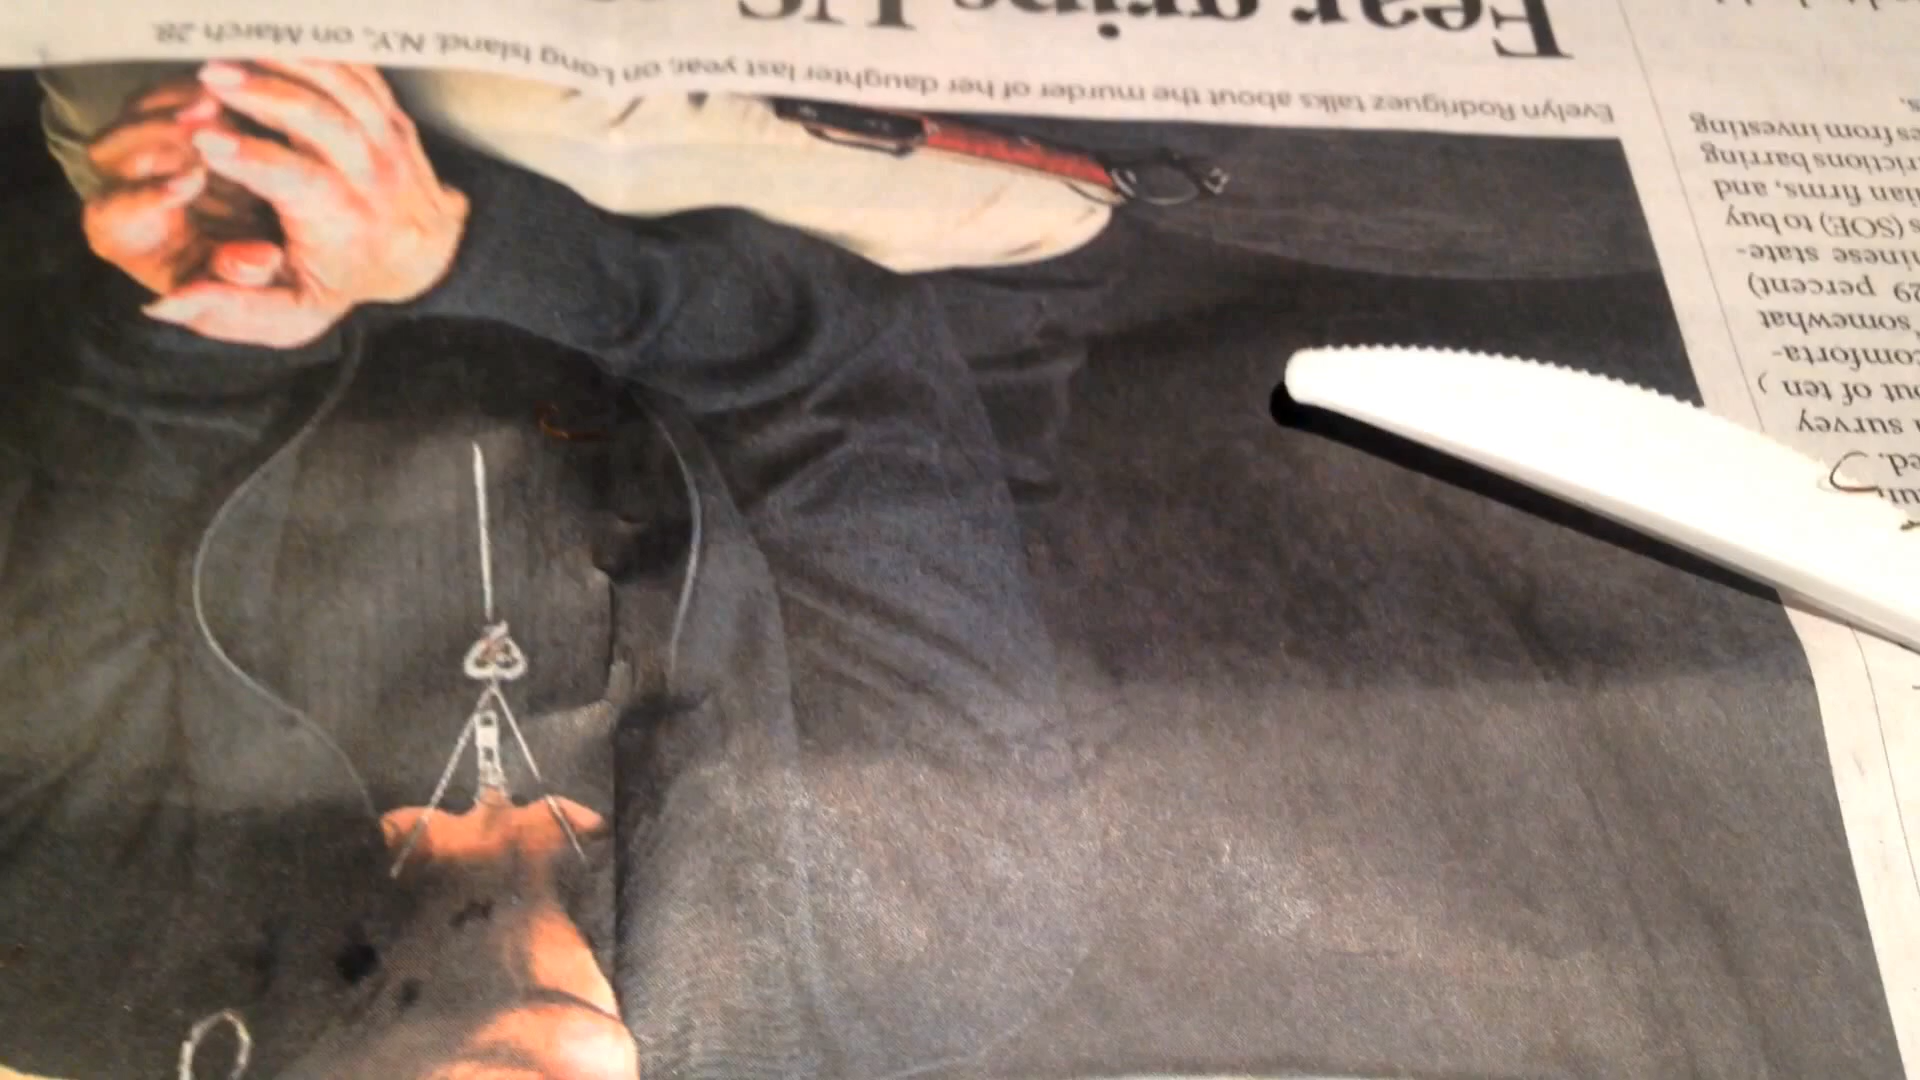 survey
out of ten
comforta-
somewhat
29 percent)
hinese state-
s (SOE) to buy
ian firms, and
rictions barring
es from investing
s.
Evelyn Rodriguez talks about the murder of her daughter last year, on Long Island, N.Y., on March 28.
Fear grips US